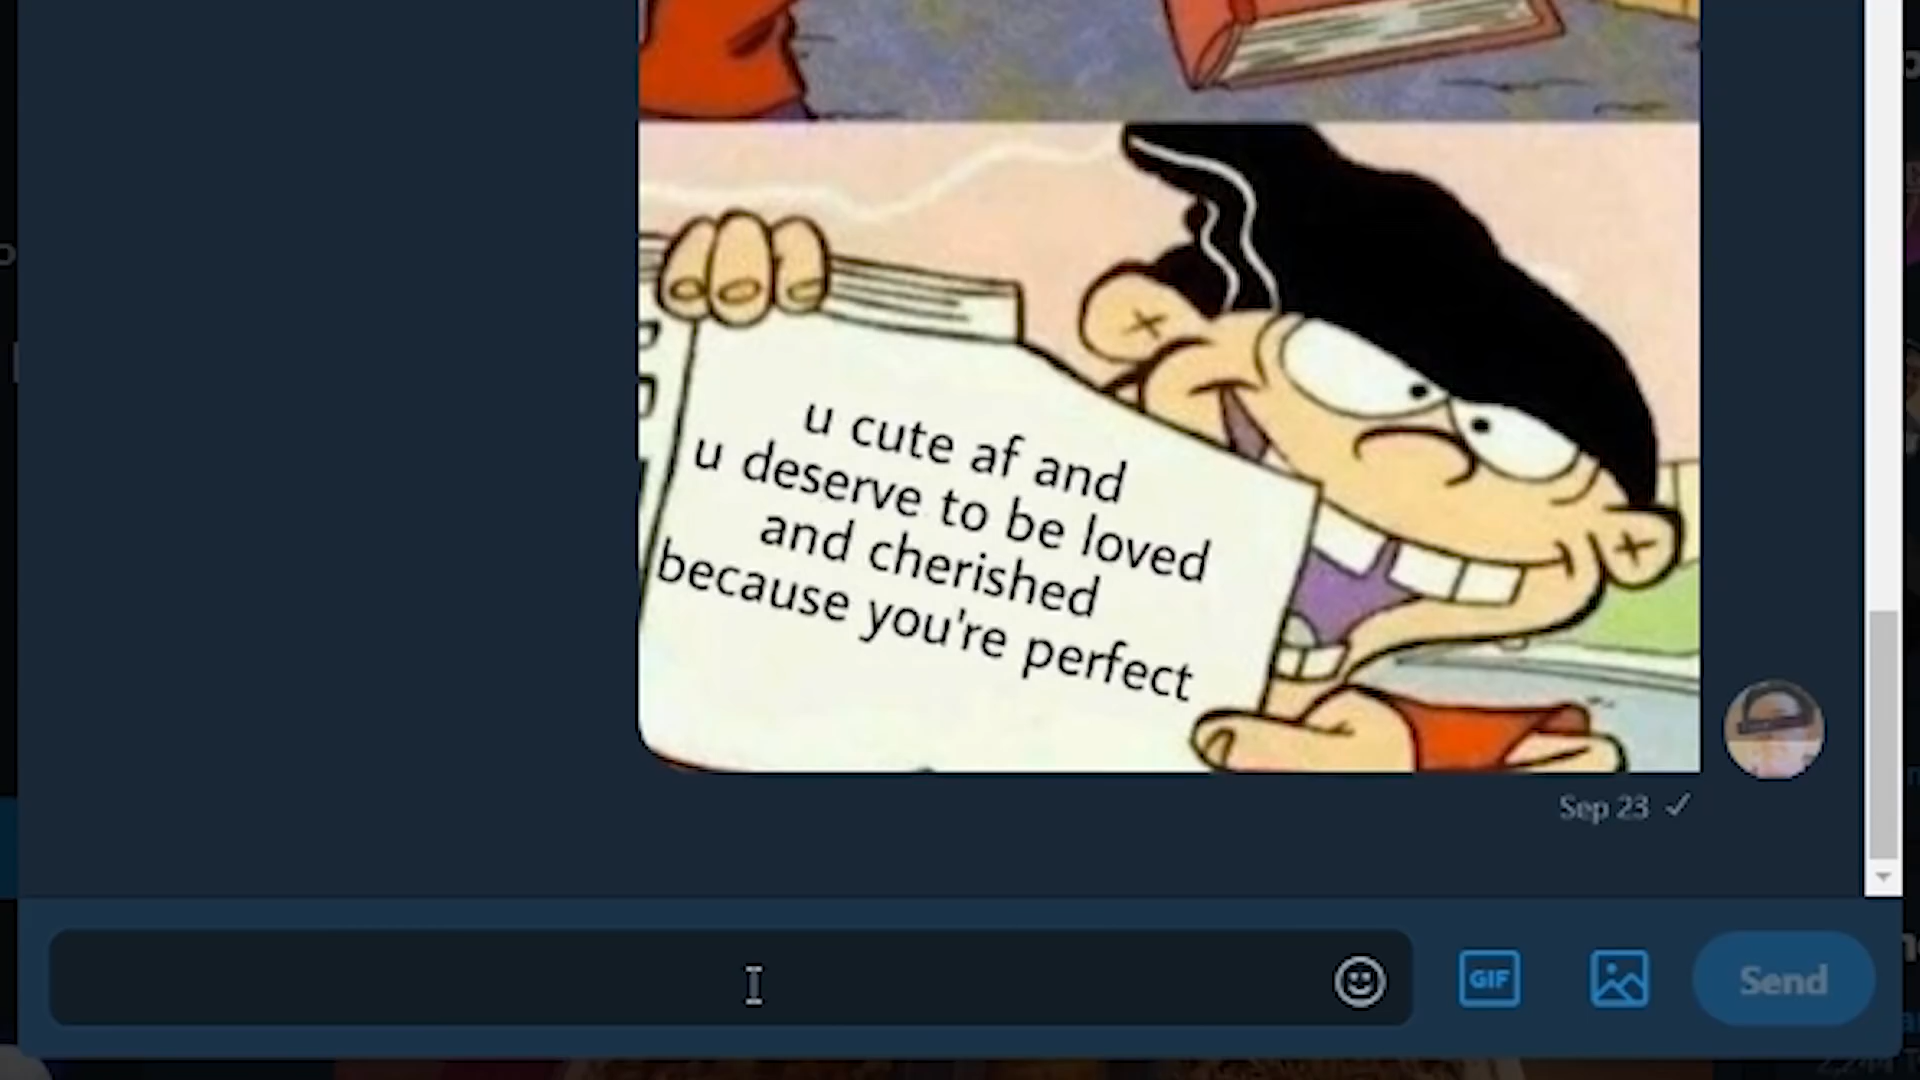 u cute af and
u deserve to be loved
and cherished
because you're perfect
Sep 23
GIF
Send